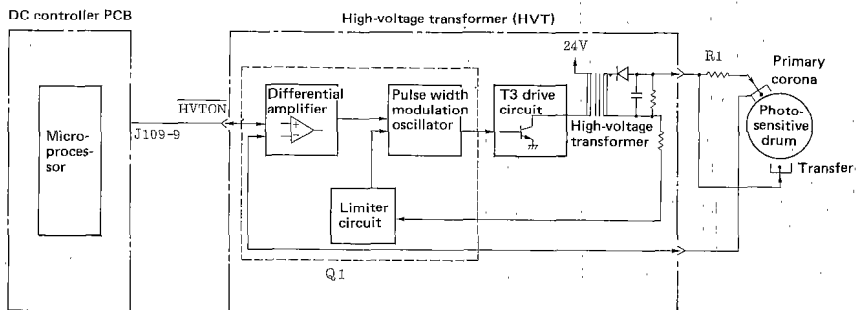 DC controller PCB
High-voltage transformer (HVT)
24V
R1
Primary
corona
HVTON
Differential
amplifier
Pulse width
modulation
oscillator
T3 drive
circuit
Micro-
proces-
sor
J109-9
High-voltage
transformer
Photo-
sensitive
drum
Transfer
Limiter
circuit
Q1